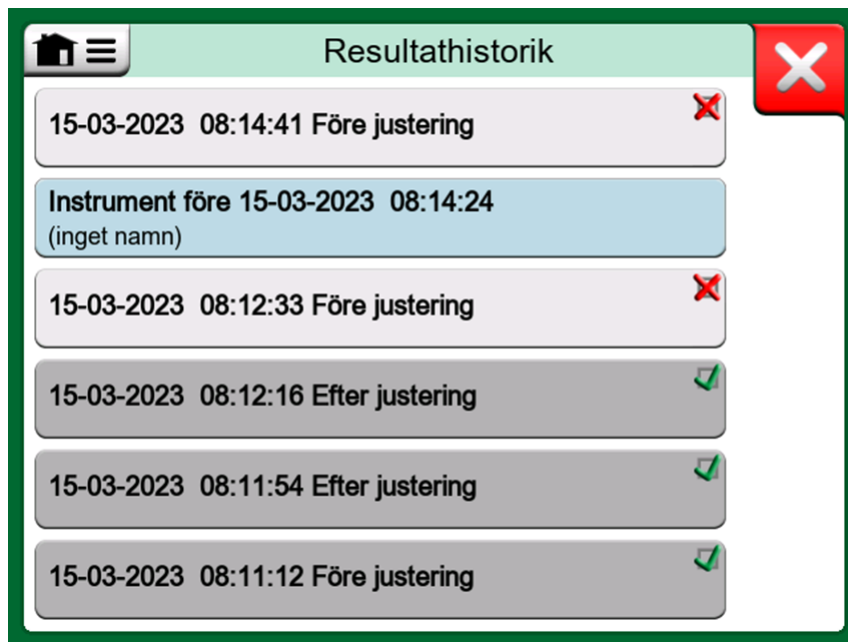 Resultathistorik
15-03-2023 08:14:41 Före justering
Instrument före 15-03-2023 08:14:24
(inget namn)
15-03-2023 08:12:33 Före justering
15-03-2023 08:12:16 Efter justering
15-03-2023 08:11:54 Efter justering
15-03-2023 08:11:12 Före justering